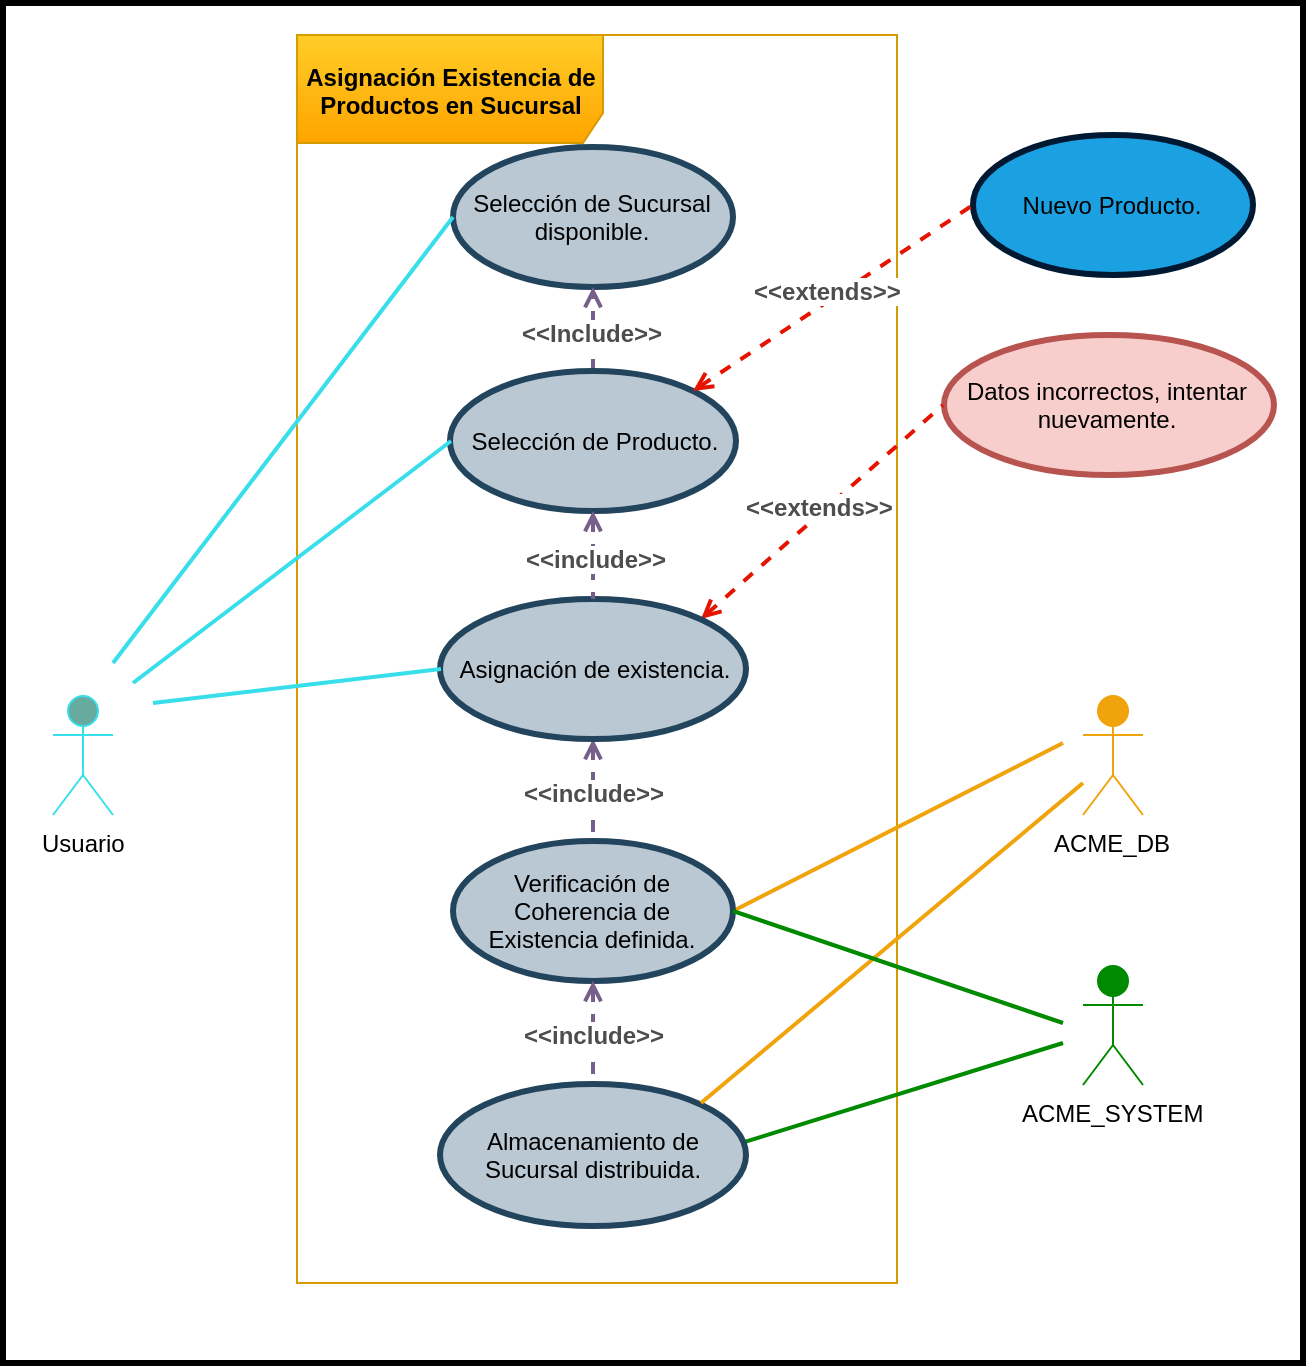 Asignación Existencia de
Productos en Sucursal
Selección de Sucursal
disponible.
Nuevo Producto.
<<extends>>
<<Include>>
Datos incorrectos, intentar
nuevamente.
Selección de Producto.
<<extends>>
<<include>>
Asignación de existencia.
<<include>>
Usuario
ACME_DB
Verificación de
Coherencia de
Existencia definida.
<<include>>
ACME_SYSTEM
Almacenamiento de
Sucursal distribuida.